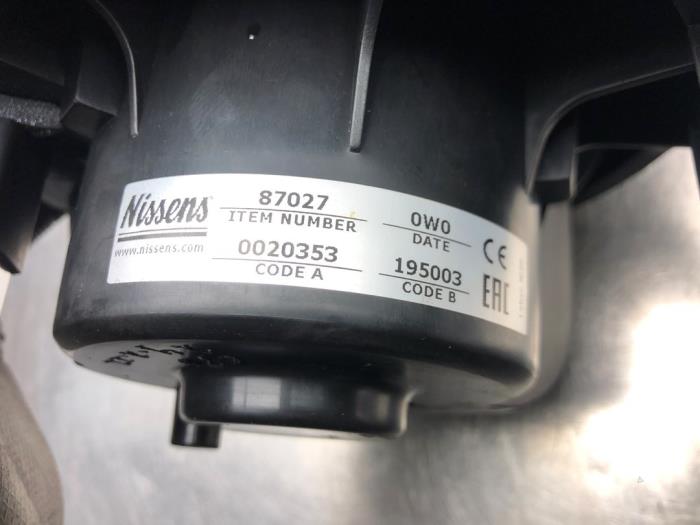 Nissens
www.nissens.com
87027
ITEM NUMBER
0W0
DATE
0020353
CODE A
195003
CODE B
CE
EAC